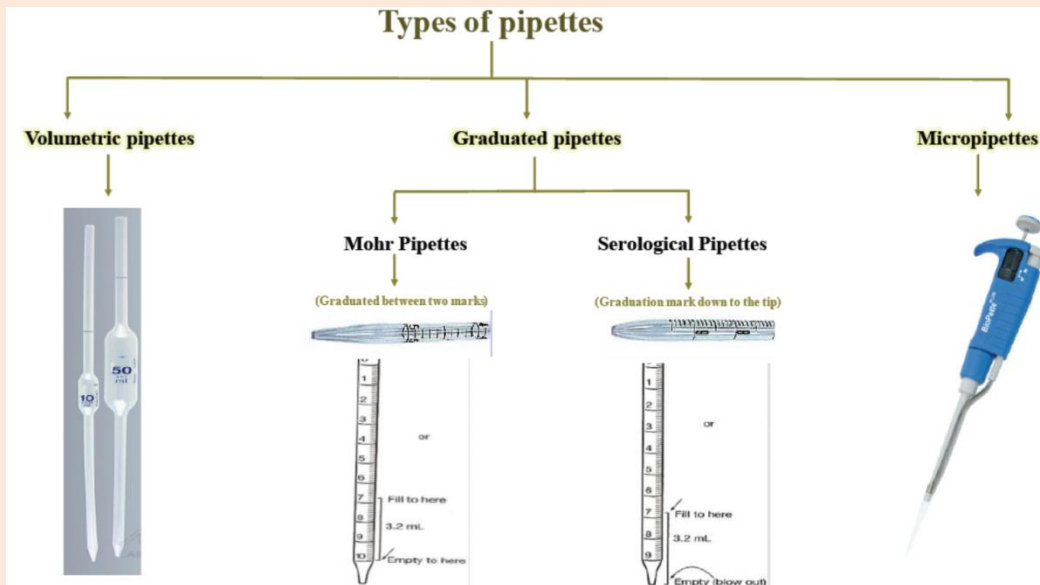 Types of pipettes
Volumetric pipettes
Graduated pipettes
Micropipettes
Mohr Pipettes
Serological Pipettes
(Graduated between two marks)
(Graduation mark down to the tip)
10
50
ml
BioPette
1
2
3
4
5
6
7
8
9
10
or
Fill to here
3.2 mL
Empty to here
1
2
3
4
5
6
7
8
9
or
Fill to here
3.2 mL
Empty (blow out)